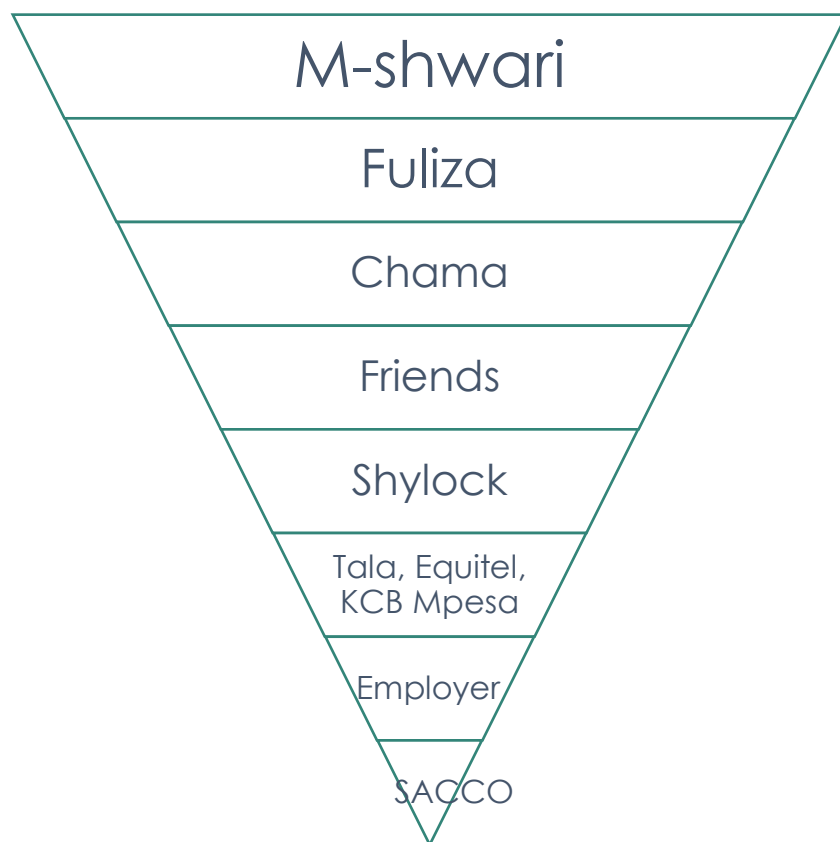 M-shwari
Fuliza
Chama
Friends
Shylock
Tala, Equitel,
KCB Mpesa
Employer
SACCO